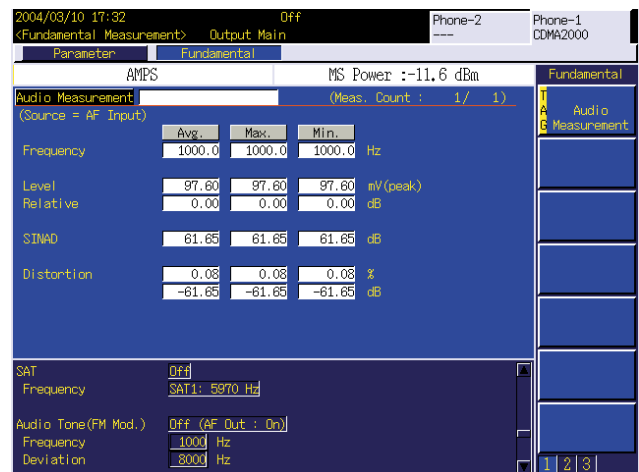 2004/03/10 17:32 Off Phone-2 Phone-1
<Fundamental Measurement> Output Main --- CDMA2000
Parameter Fundamental
AMPS MS Power :-11.6 dBm Fundamental
Audio Measurement (Meas. Count : 1/ 1)
(Source = AF Input)
TAG Audio Measurement
Avg. Max. Min.
Frequency 1000.0 1000.0 1000.0 Hz
Level 97.60 97.60 97.60 mV(peak)
Relative 0.00 0.00 0.00 dB
SINAD 61.65 61.65 61.65 dB
Distortion 0.08 0.08 0.08 %
-61.65 -61.65 -61.65 dB
SAT Off
Frequency SAT1: 5970 Hz
Audio Tone(FM Mod.) Off (AF Out : On)
Frequency 1000 Hz
Deviation 8000 Hz
1 2 3